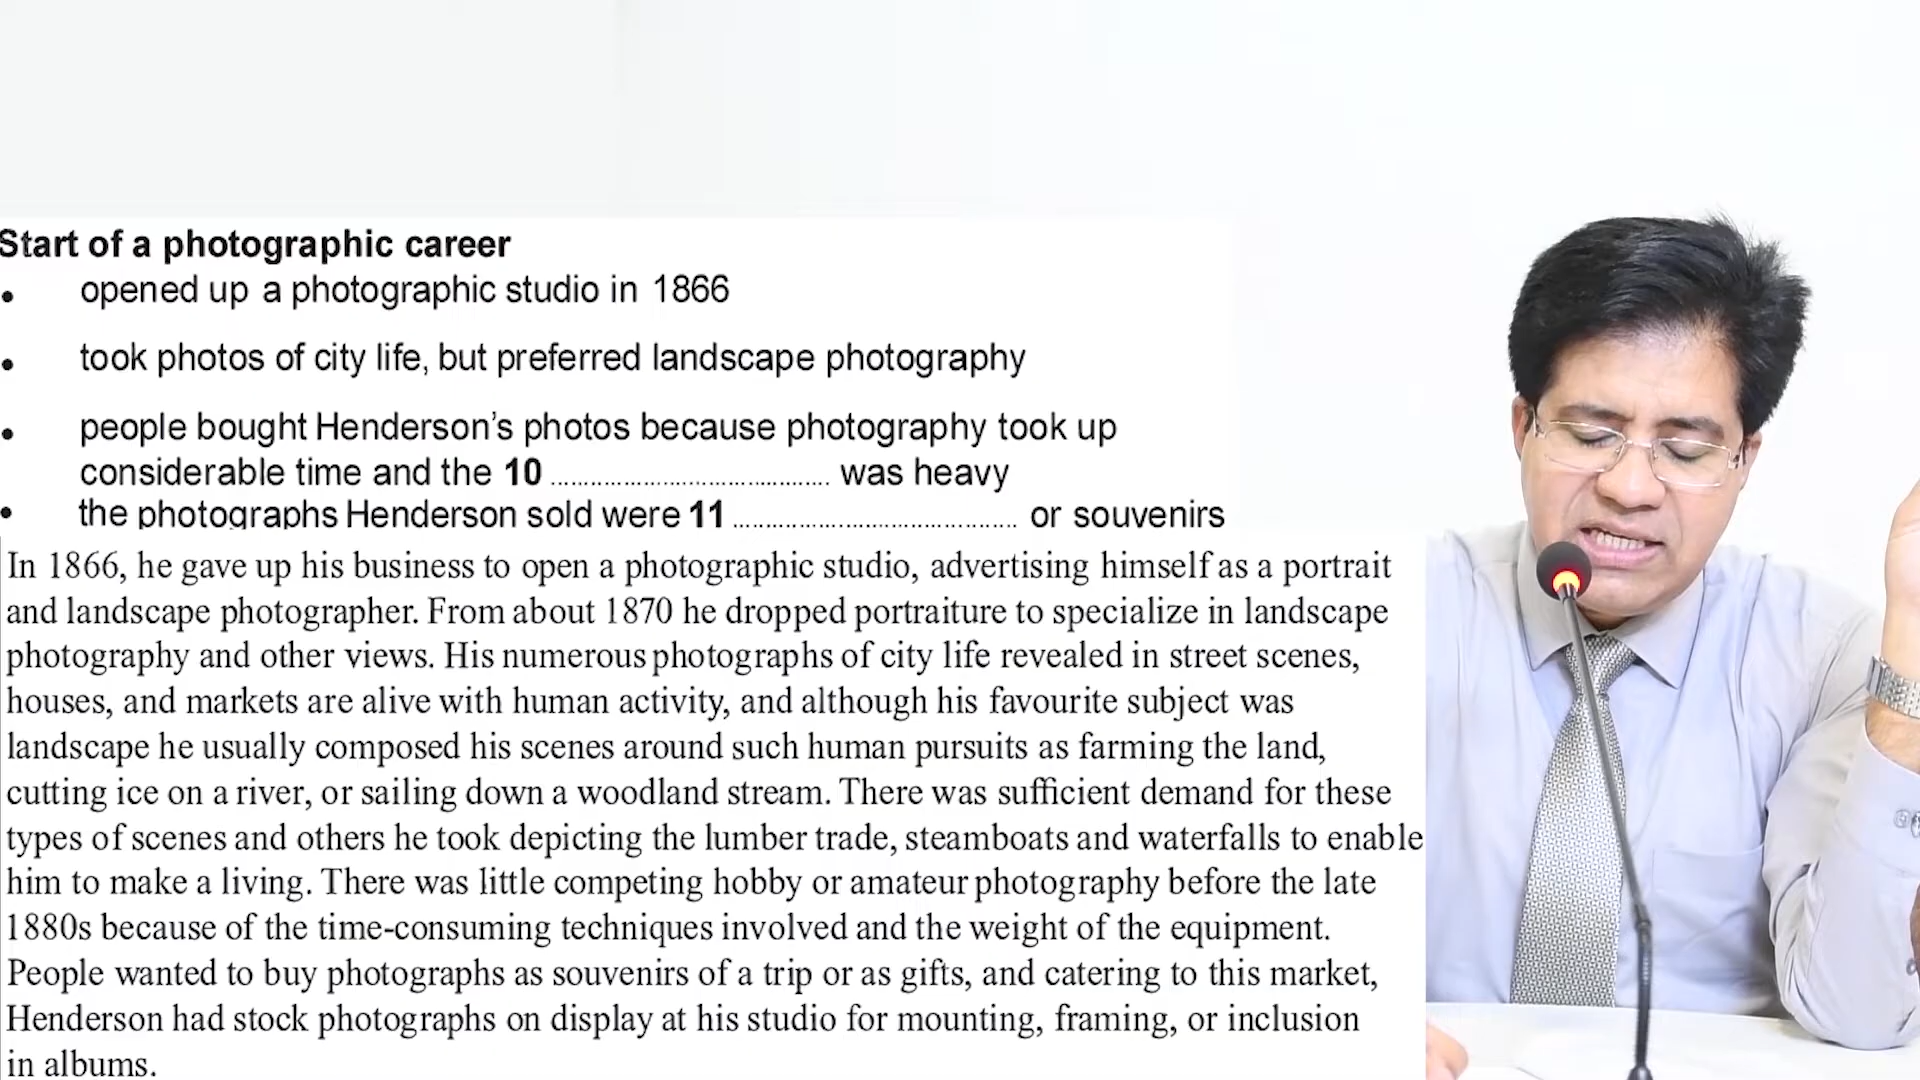 Start of a photographic career
• opened up a photographic studio in 1866
• took photos of city life, but preferred landscape photography
• people bought Henderson's photos because photography took up
considerable time and the 10 .......................................... was heavy
• the photographs Henderson sold were 11 .......................................... or souvenirs
In 1866, he gave up his business to open a photographic studio, advertising himself as a portrait
and landscape photographer. From about 1870 he dropped portraiture to specialize in landscape
photography and other views. His numerous photographs of city life revealed in street scenes,
houses, and markets are alive with human activity, and although his favourite subject was
landscape he usually composed his scenes around such human pursuits as farming the land,
cutting ice on a river, or sailing down a woodland stream. There was sufficient demand for these
types of scenes and others he took depicting the lumber trade, steamboats and waterfalls to enable
him to make a living. There was little competing hobby or amateur photography before the late
1880s because of the time-consuming techniques involved and the weight of the equipment.
People wanted to buy photographs as souvenirs of a trip or as gifts, and catering to this market,
Henderson had stock photographs on display at his studio for mounting, framing, or inclusion
in albums.